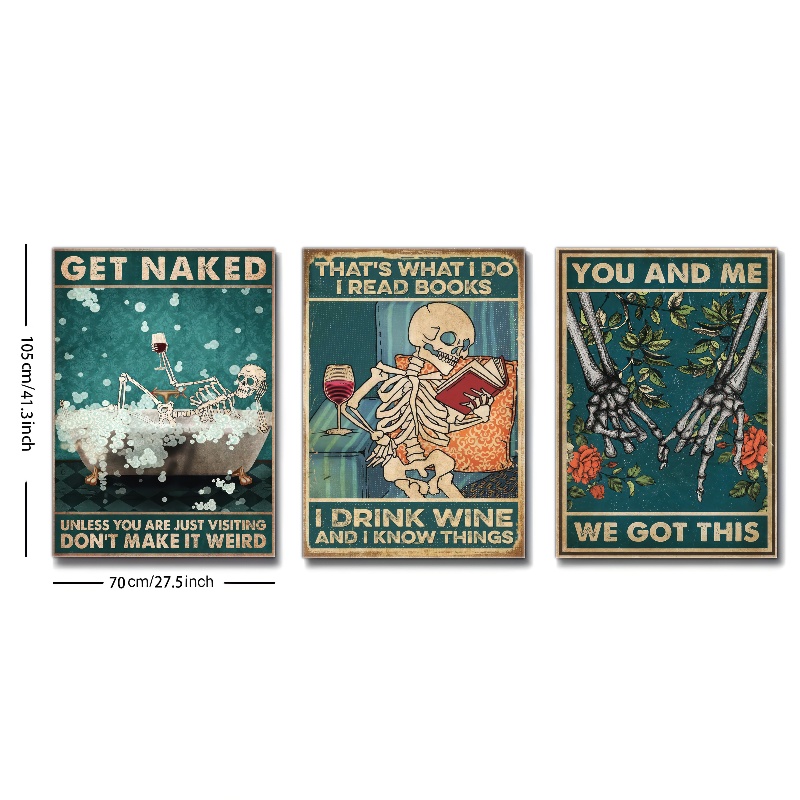 105cm/41.3inch
GET NAKED
UNLESS YOU ARE JUST VISITING
DON'T MAKE IT WEIRD
THAT'S WHAT I DO
I READ BOOKS
I DRINK WINE
AND I KNOW THINGS
YOU AND ME
WE GOT THIS
70cm/27.5inch